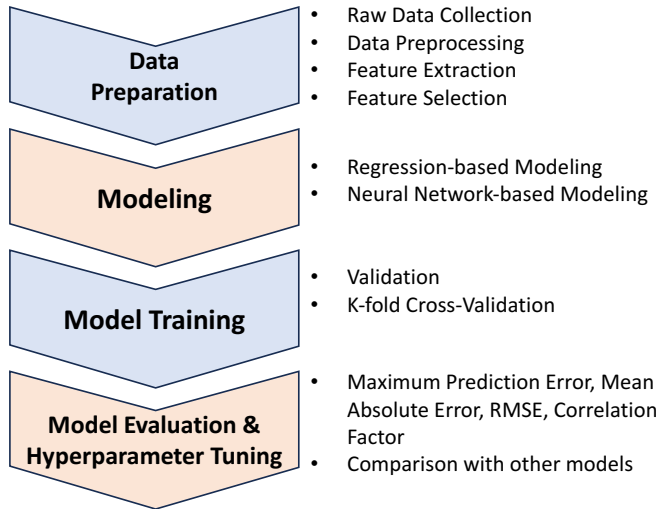 Data
Preparation
• Raw Data Collection
• Data Preprocessing
• Feature Extraction
• Feature Selection
Modeling
• Regression-based Modeling
• Neural Network-based Modeling
Model Training
• Validation
• K-fold Cross-Validation
Model Evaluation &
Hyperparameter Tuning
• Maximum Prediction Error, Mean
Absolute Error, RMSE, Correlation
Factor
• Comparison with other models